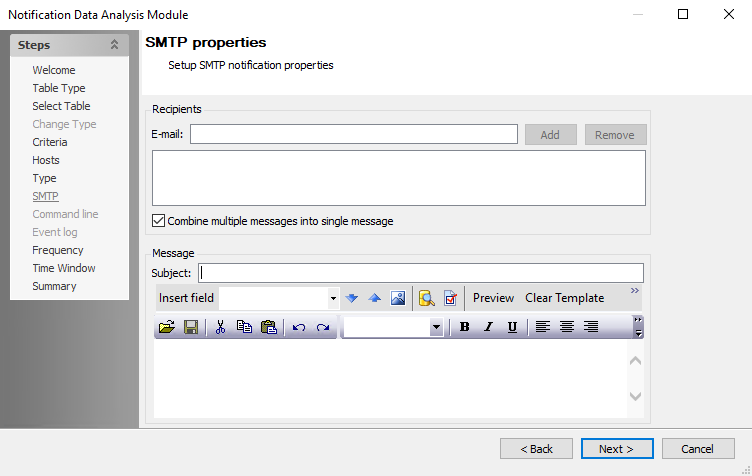 Notification Data Analysis Module
Steps
Welcome
Table Type
Select Table
Change Type
Criteria
Hosts
Type
SMTP
Command line
Event log
Frequency
Time Window
Summary
SMTP properties
Setup SMTP notification properties
Recipients
E-mail:
Add
Remove
Combine multiple messages into single message
Message
Subject:
Insert field
Preview
Clear Template
B
I
U
< Back
Next >
Cancel